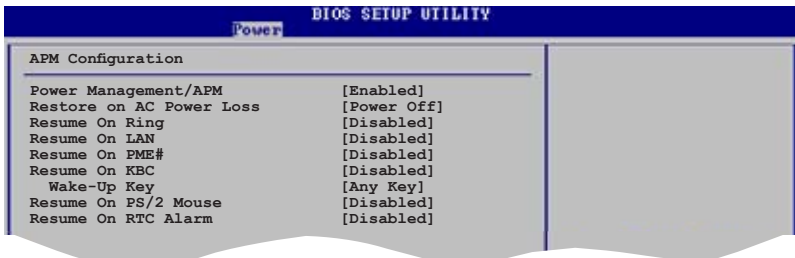 BIOS SETUP UTILITY
Power
APM Configuration
Power Management/APM [Enabled]
Restore on AC Power Loss [Power Off]
Resume On Ring [Disabled]
Resume On LAN [Disabled]
Resume On PME# [Disabled]
Resume On KBC [Disabled]
Wake-Up Key [Any Key]
Resume On PS/2 Mouse [Disabled]
Resume On RTC Alarm [Disabled]